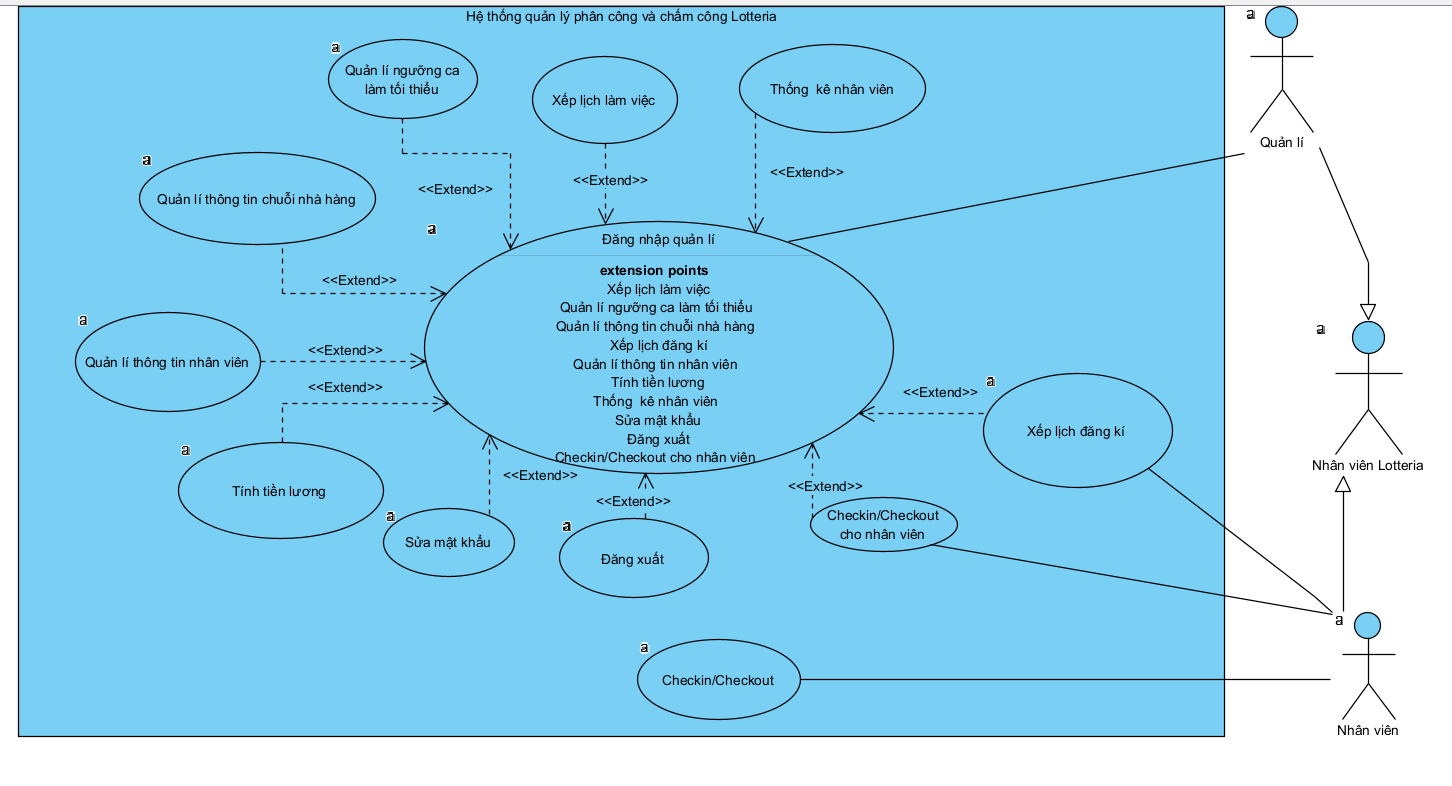 Hệ thống quản lý phân công và chấm công Lotteria
a
Quản lí
a
Quản lí ngưỡng ca
làm tối thiểu
Xếp lịch làm việc
Thống  kê nhân viên
<<Extend>>
<<Extend>>
<<Extend>>
a
Quản lí thông tin chuỗi nhà hàng
<<Extend>>
a
Đăng nhập quản lí
extension points
Xếp lịch làm việc
Quản lí ngưỡng ca làm tối thiểu
Quản lí thông tin chuỗi nhà hàng
Xếp lịch đăng kí
Quản lí thông tin nhân viên
Tính tiền lương
Thống  kê nhân viên
Sửa mật khẩu
Đăng xuất
Checkin/Checkout cho nhân viên
a
Quản lí thông tin nhân viên
<<Extend>>
<<Extend>>
a
Nhân viên Lotteria
<<Extend>>
a
Xếp lịch đăng kí
a
Tính tiền lương
<<Extend>>
a
Sửa mật khẩu
<<Extend>>
a
Đăng xuất
<<Extend>>
Checkin/Checkout
cho nhân viên
a
Checkin/Checkout
a
Nhân viên